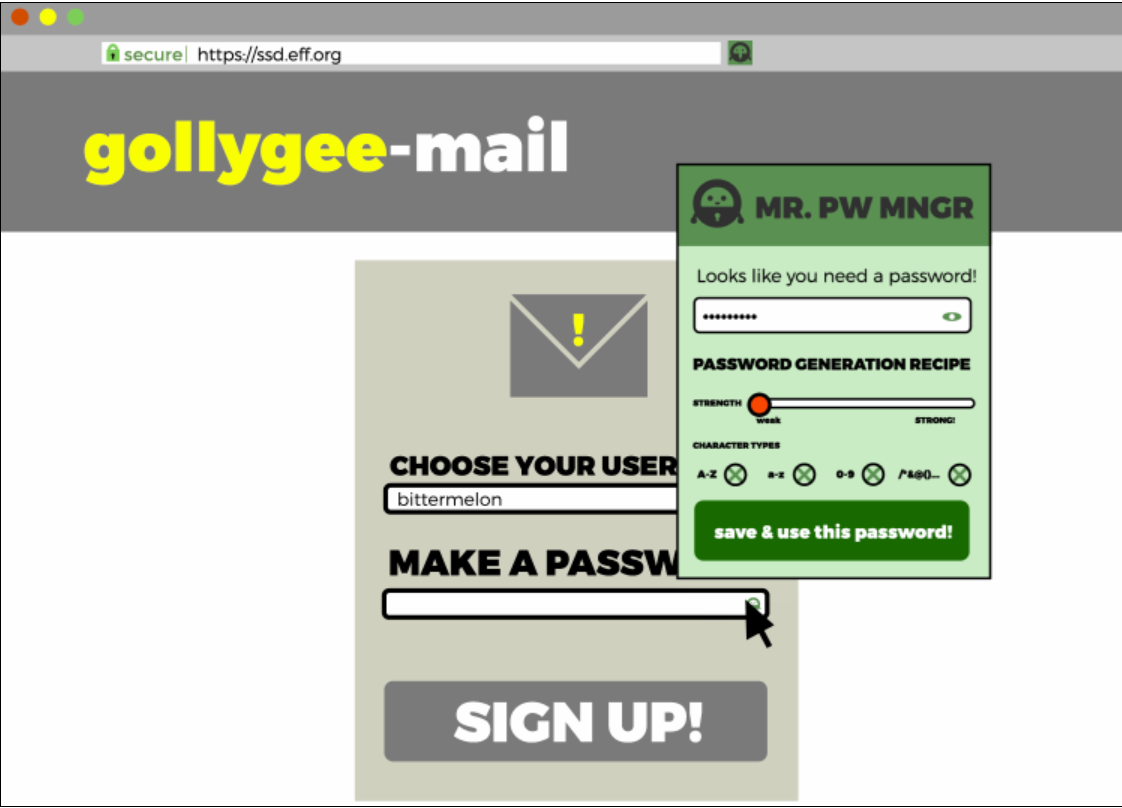 secure| https://ssd.eff.org
gollygee-mail
MR. PW MNGR
Looks like you need a password!
•••••••••
PASSWORD GENERATION RECIPE
STRENGTH
weak STRONG!
CHARACTER TYPES
A-Z a-z 0-9 /*&@()...
save & use this password!
!
CHOOSE YOUR USER
bittermelon
MAKE A PASSW
SIGN UP!